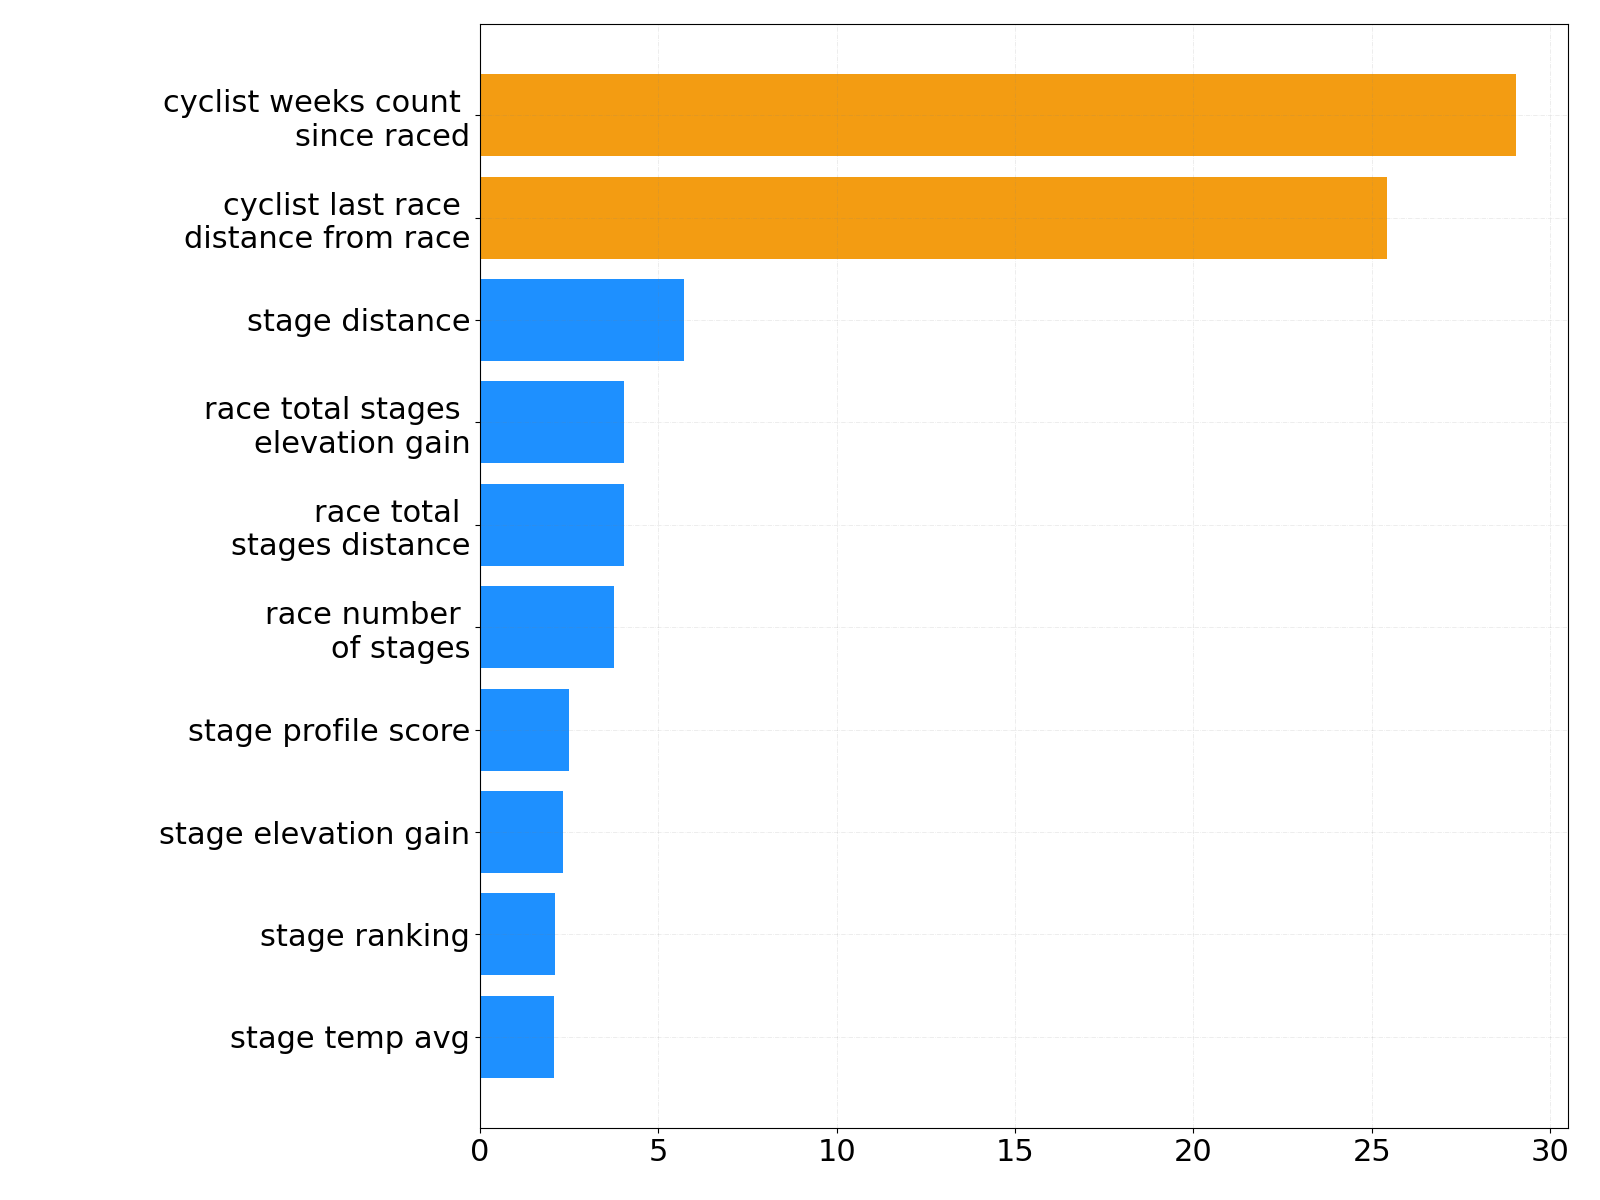 cyclist weeks count
since raced
cyclist last race
distance from race
stage distance
race total stages
elevation gain
race total
stages distance
race number
of stages
stage profile score
stage elevation gain
stage ranking
stage temp avg
0 5 10 15 20 25 30